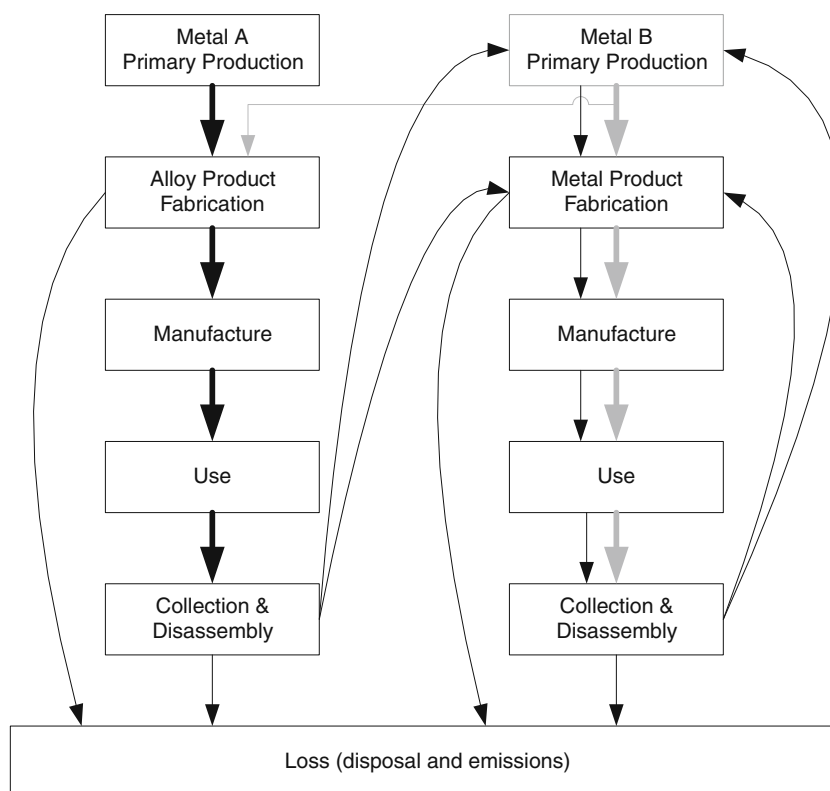 Metal A
Primary Production
Metal B
Primary Production
Alloy Product
Fabrication
Metal Product
Fabrication
Manufacture
Manufacture
Use
Use
Collection &
Disassembly
Collection &
Disassembly
Loss (disposal and emissions)